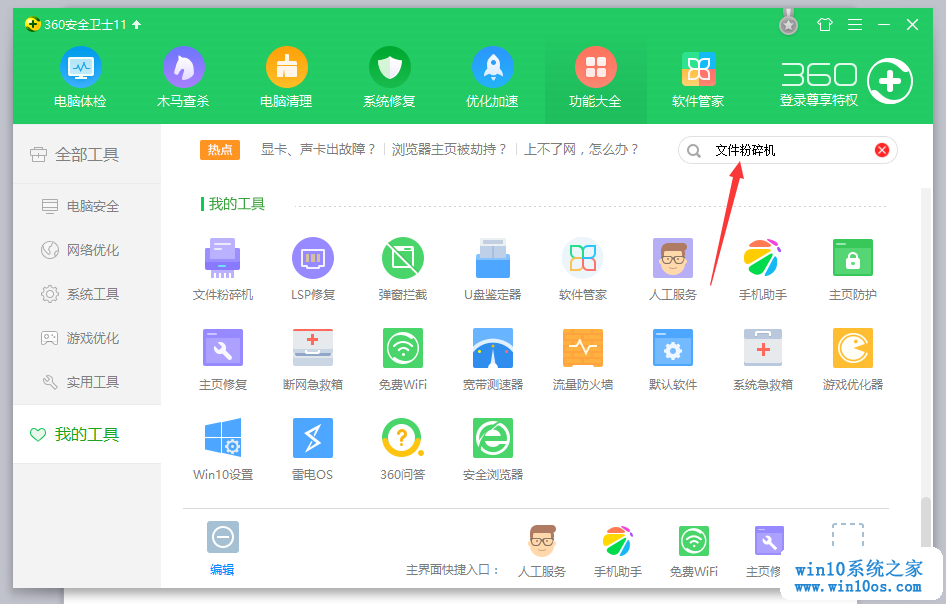 360安全卫士11
电脑体检 木马查杀 电脑清理 系统修复 优化加速 功能大全 软件管家
360
登录尊享特权
全部工具
电脑安全
网络优化
系统工具
游戏优化
实用工具
我的工具
热点 显卡、声卡出故障？ 浏览器主页被劫持？ 上不了网，怎么办？ 文件粉碎机
我的工具
文件粉碎机 LSP修复 弹窗拦截 U盘鉴定器 软件管家 人工服务 手机助手 主页防护
主页修复 断网急救箱 免费WiFi 宽带测速器 流量防火墙 默认软件 系统急救箱 游戏优化器
Win10设置 雷电OS 360问答 安全浏览器
编辑 主界面快捷入口： 人工服务 手机助手 免费WiFi 主页修
win10系统之家
www.win10os.com